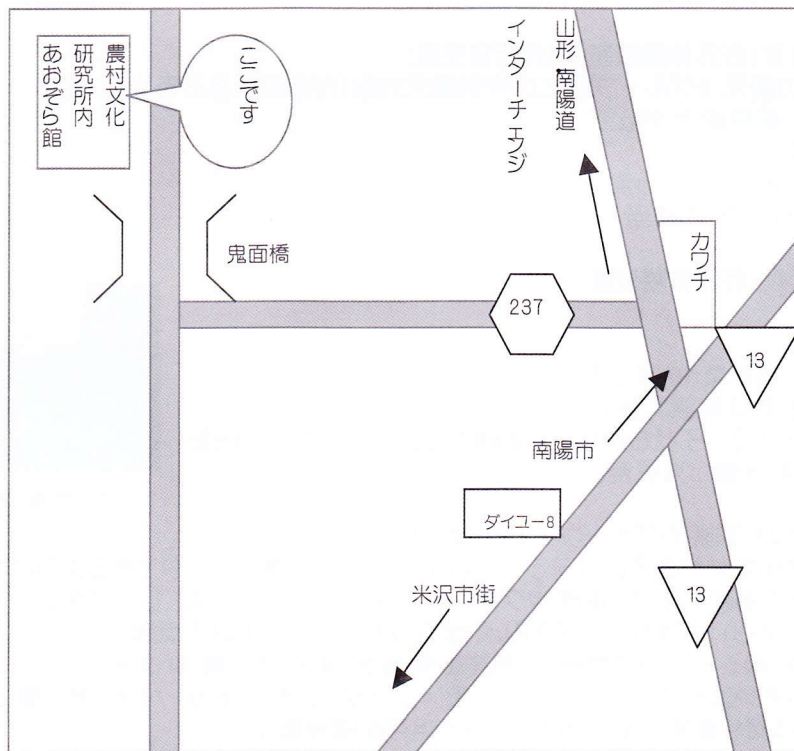 農村文化
研究所内
あおぞら館
ここです
山形・南陽道
インターチェンジ
鬼面橋
カワチ
237
13
南陽市
ダイユー8
米沢市街
13